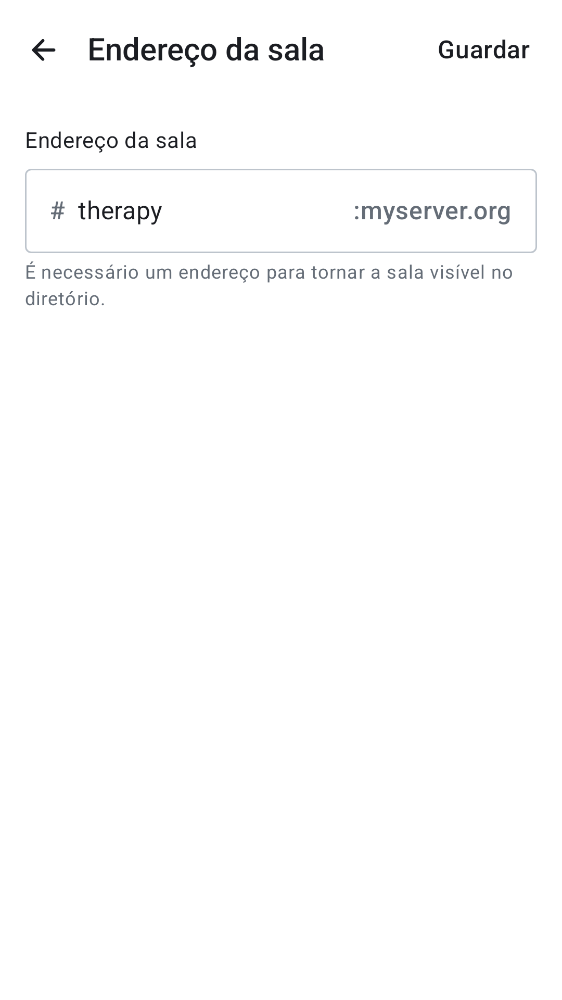 Endereço da sala Guardar
Endereço da sala
# therapy :myserver.org
É necessário um endereço para tornar a sala visível no
diretório.